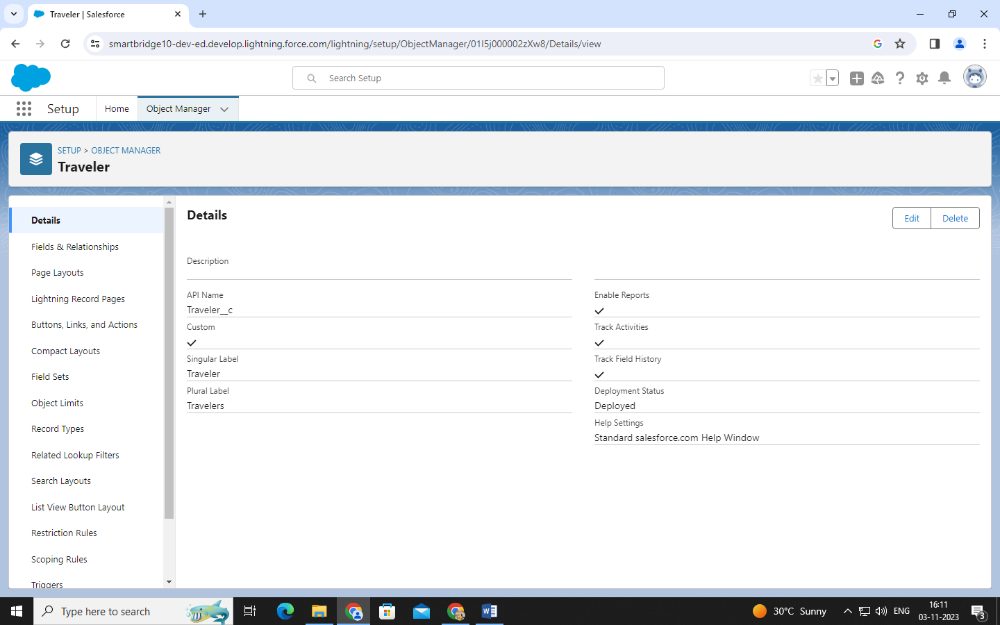 Traveler | Salesforce
smartbridge10-dev-ed.develop.lightning.force.com/lightning/setup/ObjectManager/01I5j000002zXw8/Details/view
Search Setup
Setup
Home
Object Manager
SETUP > OBJECT MANAGER
Traveler
Details
Fields & Relationships
Page Layouts
Lightning Record Pages
Buttons, Links, and Actions
Compact Layouts
Field Sets
Object Limits
Record Types
Related Lookup Filters
Search Layouts
List View Button Layout
Restriction Rules
Scoping Rules
Triggers
Details
Edit
Delete
Description
API Name
Traveler__c
Custom
Singular Label
Traveler
Plural Label
Travelers
Enable Reports
Track Activities
Track Field History
Deployment Status
Deployed
Help Settings
Standard salesforce.com Help Window
Type here to search
30°C Sunny
ENG
16:11
03-11-2023
3